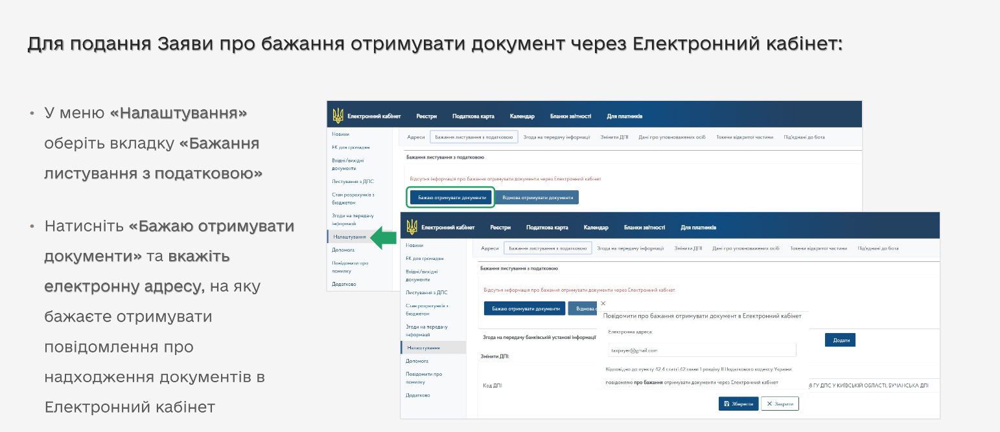 Для подання Заяви про бажання отримувати документ через Електронний кабінет:
• У меню «Налаштування»
оберіть вкладку «Бажання
листування з податковою»
• Натисніть «Бажаю отримувати
документи» та вкажіть
електронну адресу, на яку
бажаєте отримувати
повідомлення про
надходження документів в
Електронний кабінет
Електронний кабінет Реєстри Податкова карта Календар Бланки звітності Для платників
Новини
ЕК для громадян
Вхідні/вихідні
документи
Листування з ДПС
Стан розрахунків з
бюджетом
Згоди на передачу
інформації
Налаштування
Допомога
Повідомити про
помилку
Додатково
Адреси Бажання листування з податковою Згода на передачу інформації Змінити ДПІ Дані про уповноважених осіб Токени відкритої частини Під'єднані до бота
Бажання листування з податковою
Відсутня інформація про бажання отримувати документи через Електронний кабінет.
Бажаю отримувати документи Відмова отримувати документи
Електронний кабінет Реєстри Податкова карта Календар Бланки звітності Для платників
Новини
ЕК для громадян
Вхідні/вихідні
документи
Листування з ДПС
Стан розрахунків з
бюджетом
Згоди на передачу
інформації
Налаштування
Допомога
Повідомити про
помилку
Додатково
Адреси Бажання листування з податковою Згода на передачу інформації Змінити ДПІ Дані про уповноважених осіб Токени відкритої частини Під'єднані до бота
Бажання листування з податковою
Відсутня інформація про бажання отримувати документи через Електронний кабінет.
Бажаю отримувати документи Відмова
Згода на передачу банківській установі інформації
Додати
Змінити ДПІ:
Код ДПІ
8 ГУ ДПС У КИЇВСЬКІЙ ОБЛАСТІ, БУЧАНСЬКА ДПІ
Повідомити про бажання отримувати документ в Електронний кабінет
Електронна адреса:
taxpayer@gmail.com
Відповідно до пункту 42.4 статті 42 глави 1 розділу II Податкового кодексу України
повідомляю про бажання отримувати документи через Електронний кабінет
Зберегти Закрити